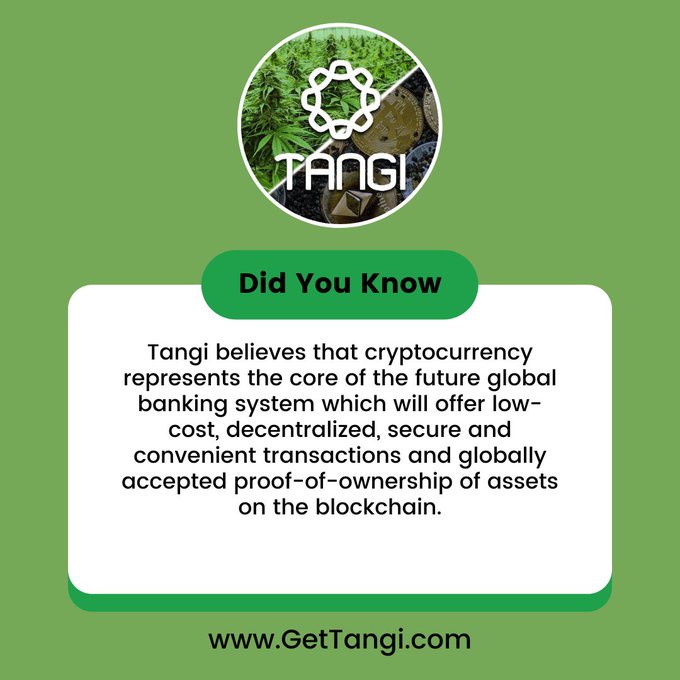 TANGI
Did You Know
Tangi believes that cryptocurrency
represents the core of the future global
banking system which will offer low-
cost, decentralized, secure and
convenient transactions and globally
accepted proof-of-ownership of assets
on the blockchain.
www.GetTangi.com